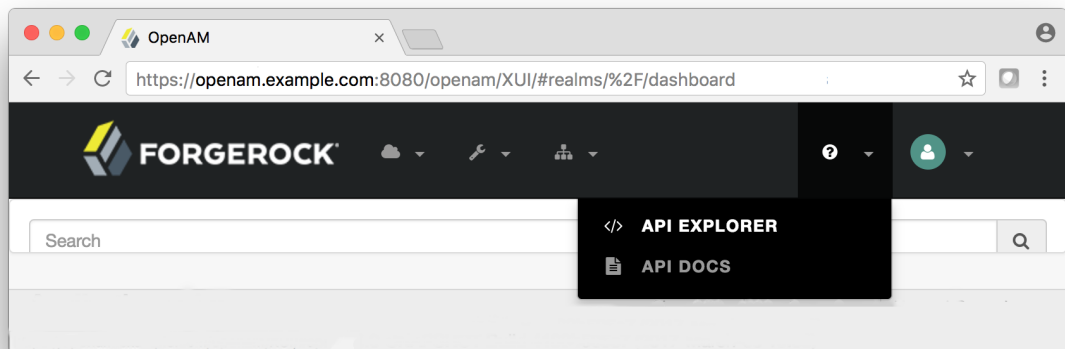 OpenAM
https://openam.example.com:8080/openam/XUI/#realms/%2F/dashboard
FORGEROCK
Search
API EXPLORER
API DOCS